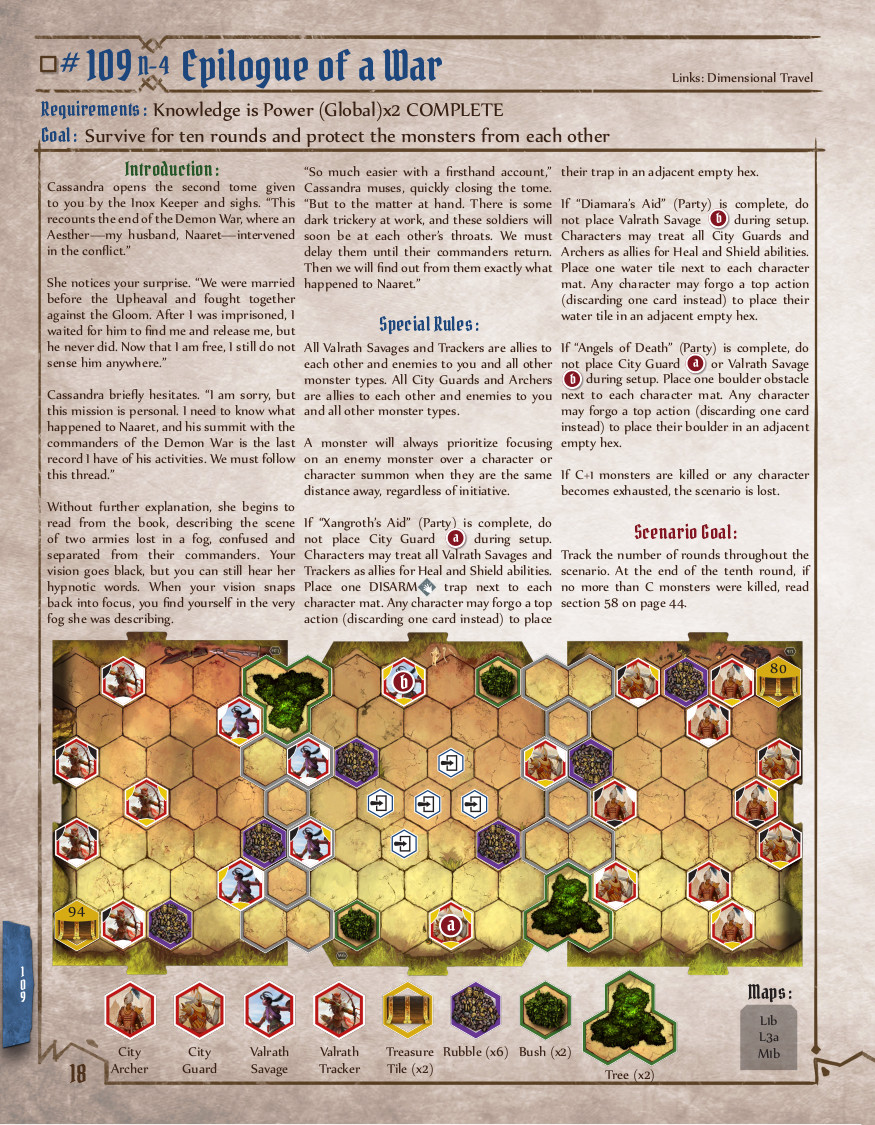 # 109 n-4 Epilogue of a War
Links: Dimensional Travel
Requirements: Knowledge is Power (Global)x2 COMPLETE
Goal: Survive for ten rounds and protect the monsters from each other
Introduction:
Cassandra opens the second tome given
to you by the Inox Keeper and sighs. “This
recounts the end of the Demon War, where an
Aesther—my husband, Naaret—intervened
in the conflict.”
She notices your surprise. “We were married
before the Upheaval and fought together
against the Gloom. After I was imprisoned, I
waited for him to find me and release me, but
he never did. Now that I am free, I still do not
sense him anywhere.”
Cassandra briefly hesitates. “I am sorry, but
this mission is personal. I need to know what
happened to Naaret, and his summit with the
commanders of the Demon War is the last
record I have of his activities. We must follow
this thread.”
Without further explanation, she begins to
read from the book, describing the scene
of two armies lost in a fog, confused and
separated from their commanders. Your
vision goes black, but you can still hear her
hypnotic words. When your vision snaps
back into focus, you find yourself in the very
fog she was describing.
“So much easier with a firsthand account,”
Cassandra muses, quickly closing the tome.
“But to the matter at hand. There is some
dark trickery at work, and these soldiers will
soon be at each other’s throats. We must
delay them until their commanders return.
Then we will find out from them exactly what
happened to Naaret.”
Special Rules:
All Valrath Savages and Trackers are allies to
each other and enemies to you and all other
monster types. All City Guards and Archers
are allies to each other and enemies to you
and all other monster types.
A monster will always prioritize focusing
on an enemy monster over a character or
character summon when they are the same
distance away, regardless of initiative.
If “Xangroth’s Aid” (Party) is complete, do
not place City Guard a during setup.
Characters may treat all Valrath Savages and
Trackers as allies for Heal and Shield abilities.
Place one DISARM trap next to each
character mat. Any character may forgo a top
action (discarding one card instead) to place
their trap in an adjacent empty hex.
If “Diamara’s Aid” (Party) is complete, do
not place Valrath Savage b during setup.
Characters may treat all City Guards and
Archers as allies for Heal and Shield abilities.
Place one water tile next to each character
mat. Any character may forgo a top action
(discarding one card instead) to place their
water tile in an adjacent empty hex.
If “Angels of Death” (Party) is complete, do
not place City Guard a or Valrath Savage
b during setup. Place one boulder obstacle
next to each character mat. Any character
may forgo a top action (discarding one card
instead) to place their boulder in an adjacent
empty hex.
If C+1 monsters are killed or any character
becomes exhausted, the scenario is lost.
Scenario Goal:
Track the number of rounds throughout the
scenario. At the end of the tenth round, if
no more than C monsters were killed, read
section 58 on page 44.
b
80
94
a
City
Archer
City
Guard
Valrath
Savage
Valrath
Tracker
Treasure
Tile (x2)
Rubble (x6)
Bush (x2)
Tree (x2)
Maps:
L1b
L3a
M1b
109
18